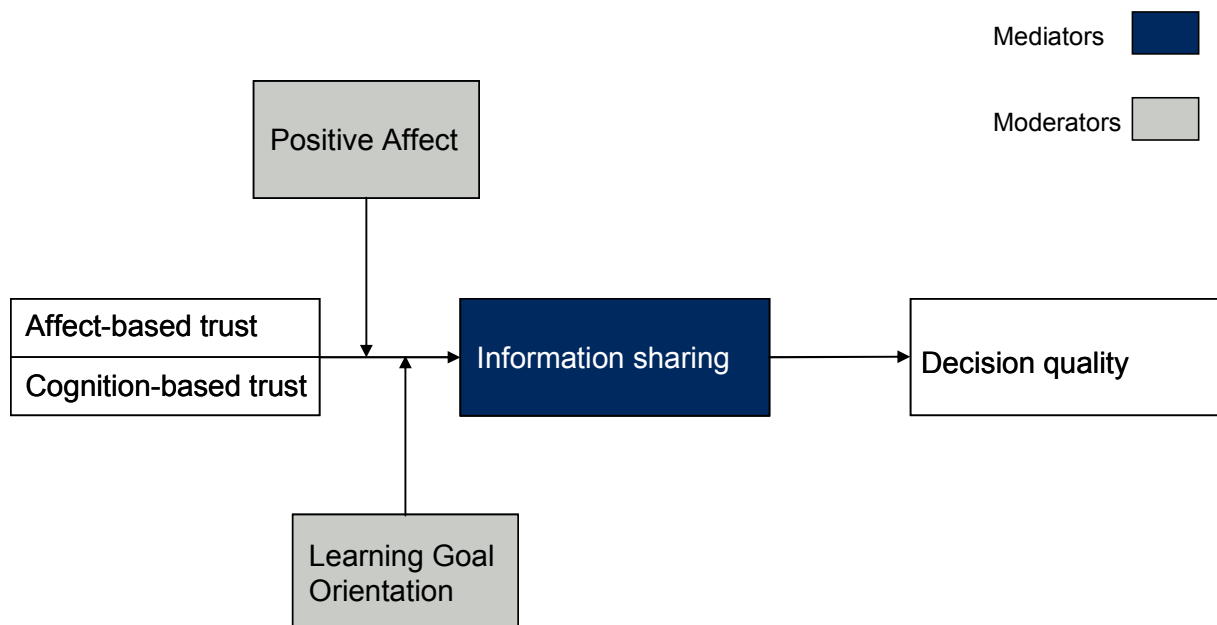 Mediators
Moderators
Positive Affect
Affect-based trust
Cognition-based trust
Information sharing
Decision quality
Learning Goal
Orientation